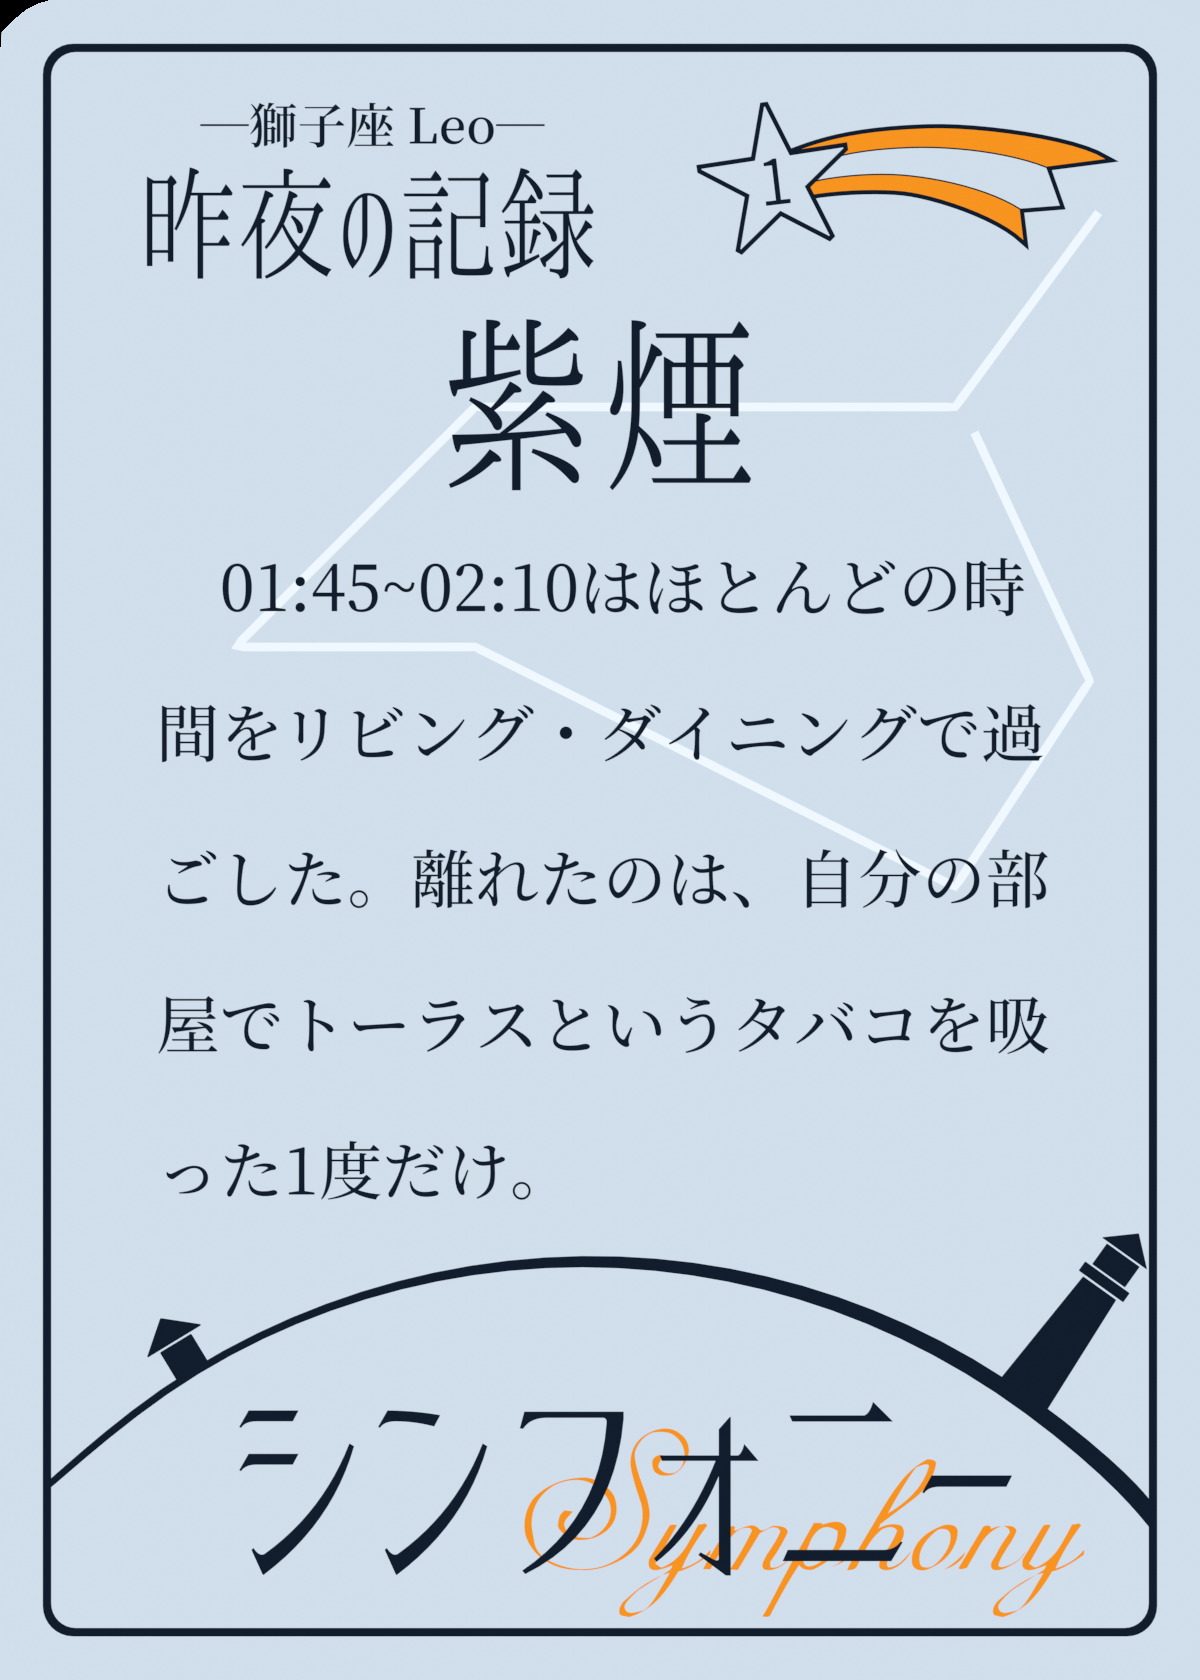 ―獅子座 Leo―
昨夜の記録
1
紫煙
01:45~02:10はほとんどの時
間をリビング・ダイニングで過
ごした。離れたのは、自分の部
屋でトーラスというタバコを吸
った1度だけ。
シンフォニー
Symphony